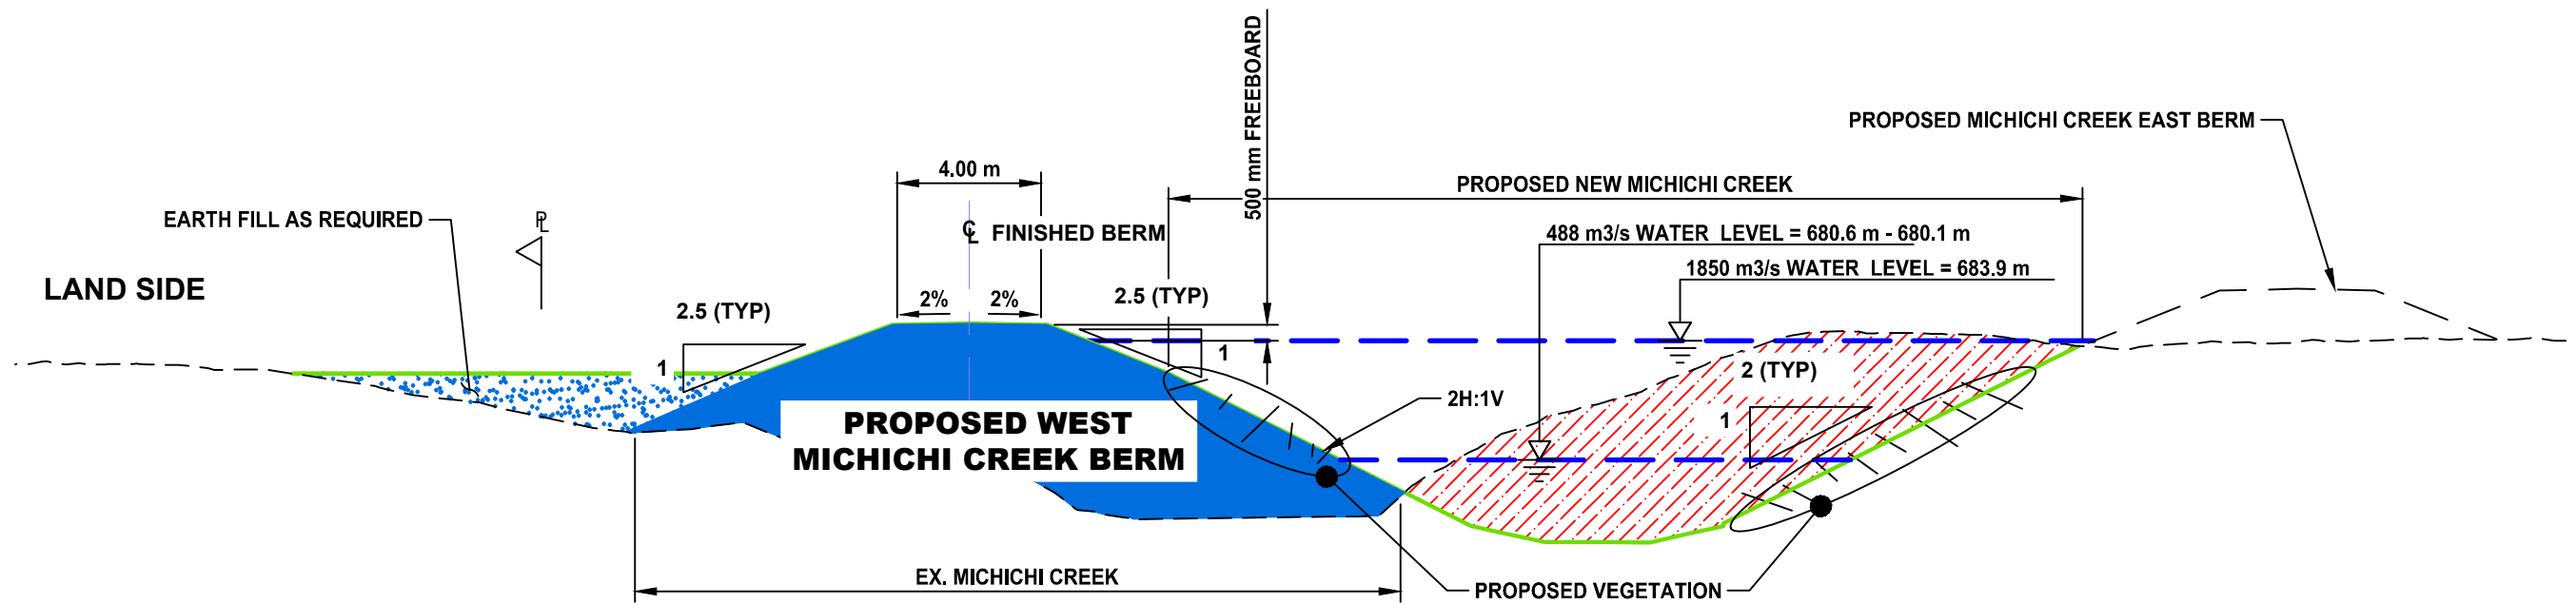 500 mm FREEBOARD
PROPOSED MICHICHI CREEK EAST BERM
4.00 m
PROPOSED NEW MICHICHI CREEK
EARTH FILL AS REQUIRED
PL
CL FINISHED BERM
488 m3/s WATER LEVEL = 680.6 m - 680.1 m
1850 m3/s WATER LEVEL = 683.9 m
LAND SIDE
2% 2%
2.5 (TYP)
2.5 (TYP)
1
1
2 (TYP)
2H:1V
1
PROPOSED WEST
MICHICHI CREEK BERM
EX. MICHICHI CREEK
PROPOSED VEGETATION